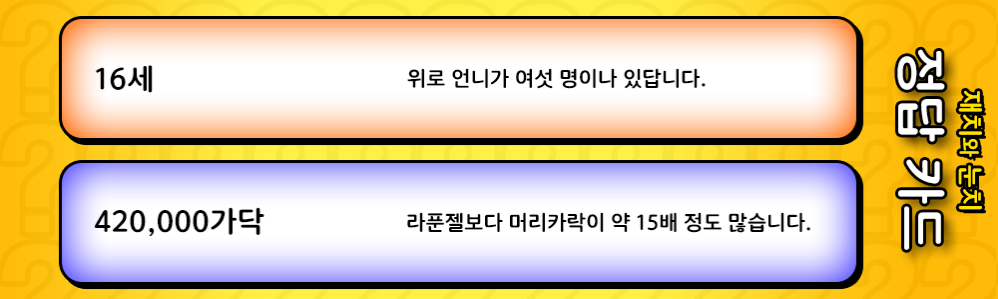 16세
위로 언니가 여섯 명이나 있답니다.
420,000가닥
라푼젤보다 머리카락이 약 15배 정도 많습니다.
재치와 눈치
정답 카드